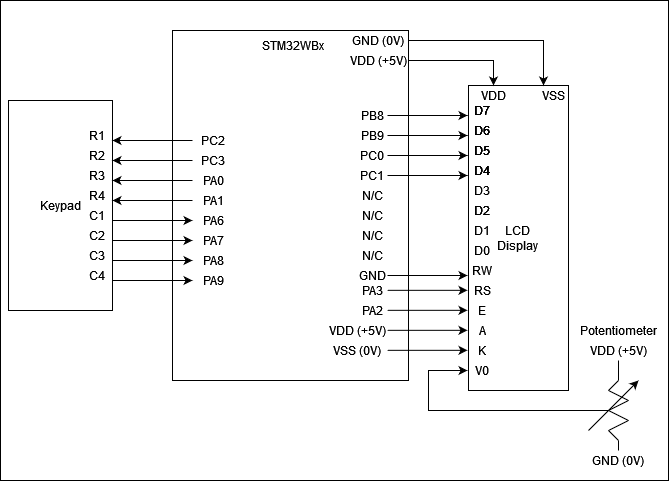 STM32WBx
GND (0V)
VDD (+5V)
VDD
VSS
Keypad
R1
R2
R3
R4
C1
C2
C3
C4
PC2
PC3
PA0
PA1
PA6
PA7
PA8
PA9
PB8
PB9
PC0
PC1
N/C
N/C
N/C
N/C
GND
PA3
PA2
VDD (+5V)
VSS (0V)
D7
D6
D5
D4
D3
D2
D1
D0
RW
RS
E
A
K
V0
LCD
Display
Potentiometer
VDD (+5V)
GND (0V)